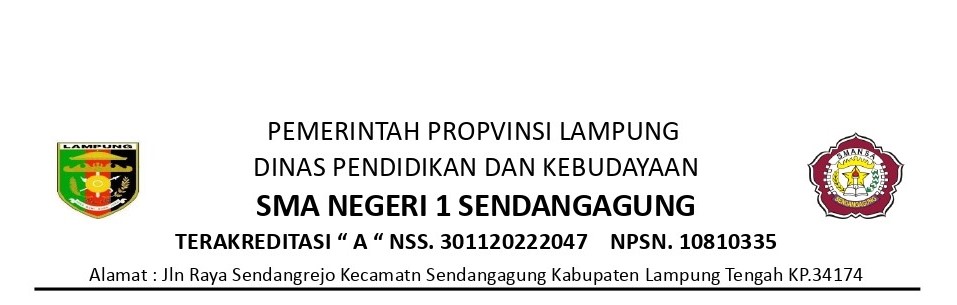 PEMERINTAH PROPVINSI LAMPUNG
DINAS PENDIDIKAN DAN KEBUDAYAAN
SMA NEGERI 1 SENDANGAGUNG
TERAKREDITASI “ A “ NSS. 301120222047 NPSN. 10810335
Alamat : Jln Raya Sendangrejo Kecamatn Sendangagung Kabupaten Lampung Tengah KP.34174
LAMPUNG
SMANSA
SENDANGAGUNG